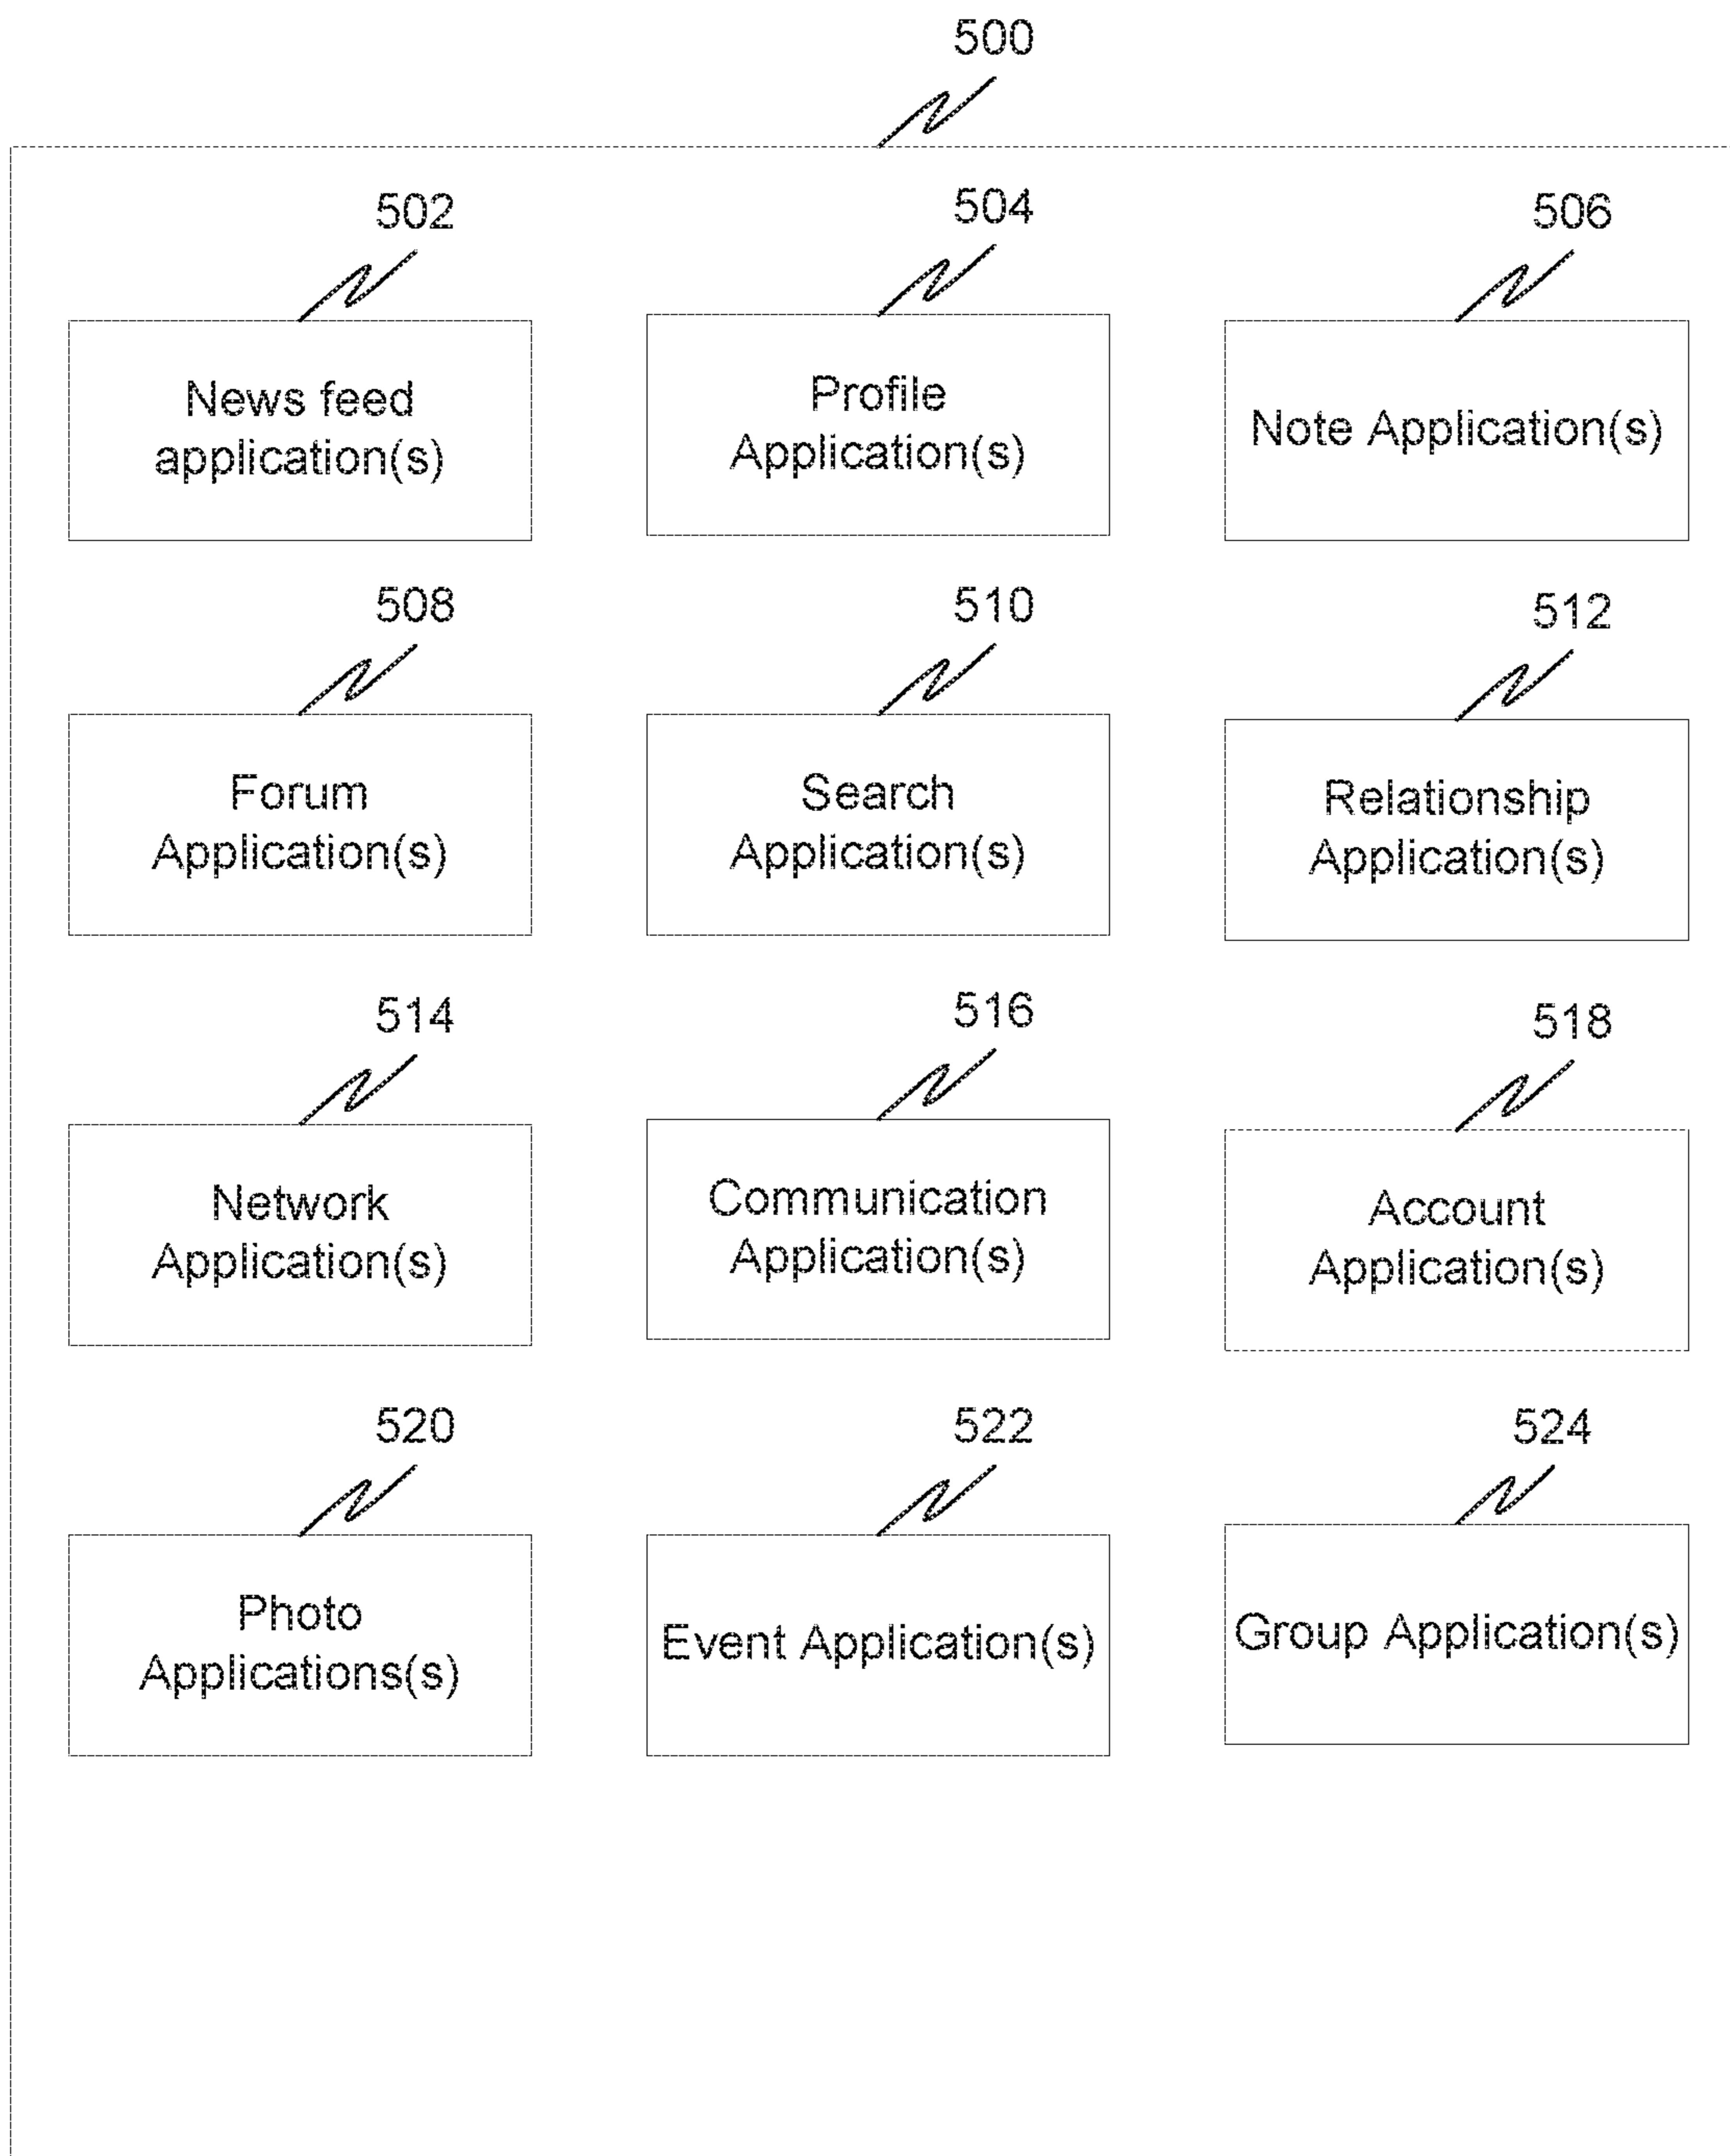 500
502
504
506
News feed
application(s)
Profile
Application(s)
Note Application(s)
508
510
512
Forum
Application(s)
Search
Application(s)
Relationship
Application(s)
514
516
518
Network
Application(s)
Communication
Application(s)
Account
Application(s)
520
522
524
Photo
Applications(s)
Event Application(s)
Group Application(s)